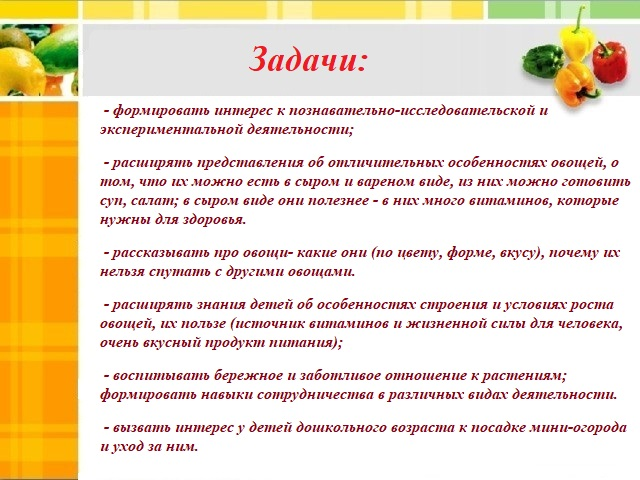 Задачи:
- формировать интерес к познавательно-исследовательской и
экспериментальной деятельности;
- расширять представления об отличительных особенностях овощей, о
том, что их можно есть в сыром и вареном виде, из них можно готовить
суп, салат; в сыром виде они полезнее - в них много витаминов, которые
нужны для здоровья.
- рассказывать про овощи- какие они (по цвету, форме, вкусу), почему их
нельзя спутать с другими овощами.
- расширять знания детей об особенностях строения и условиях роста
овощей, их пользе (источник витаминов и жизненной силы для человека,
очень вкусный продукт питания);
- воспитывать бережное и заботливое отношение к растениям;
формировать навыки сотрудничества в различных видах деятельности.
- вызвать интерес у детей дошкольного возраста к посадке мини-огорода
и уход за ним.